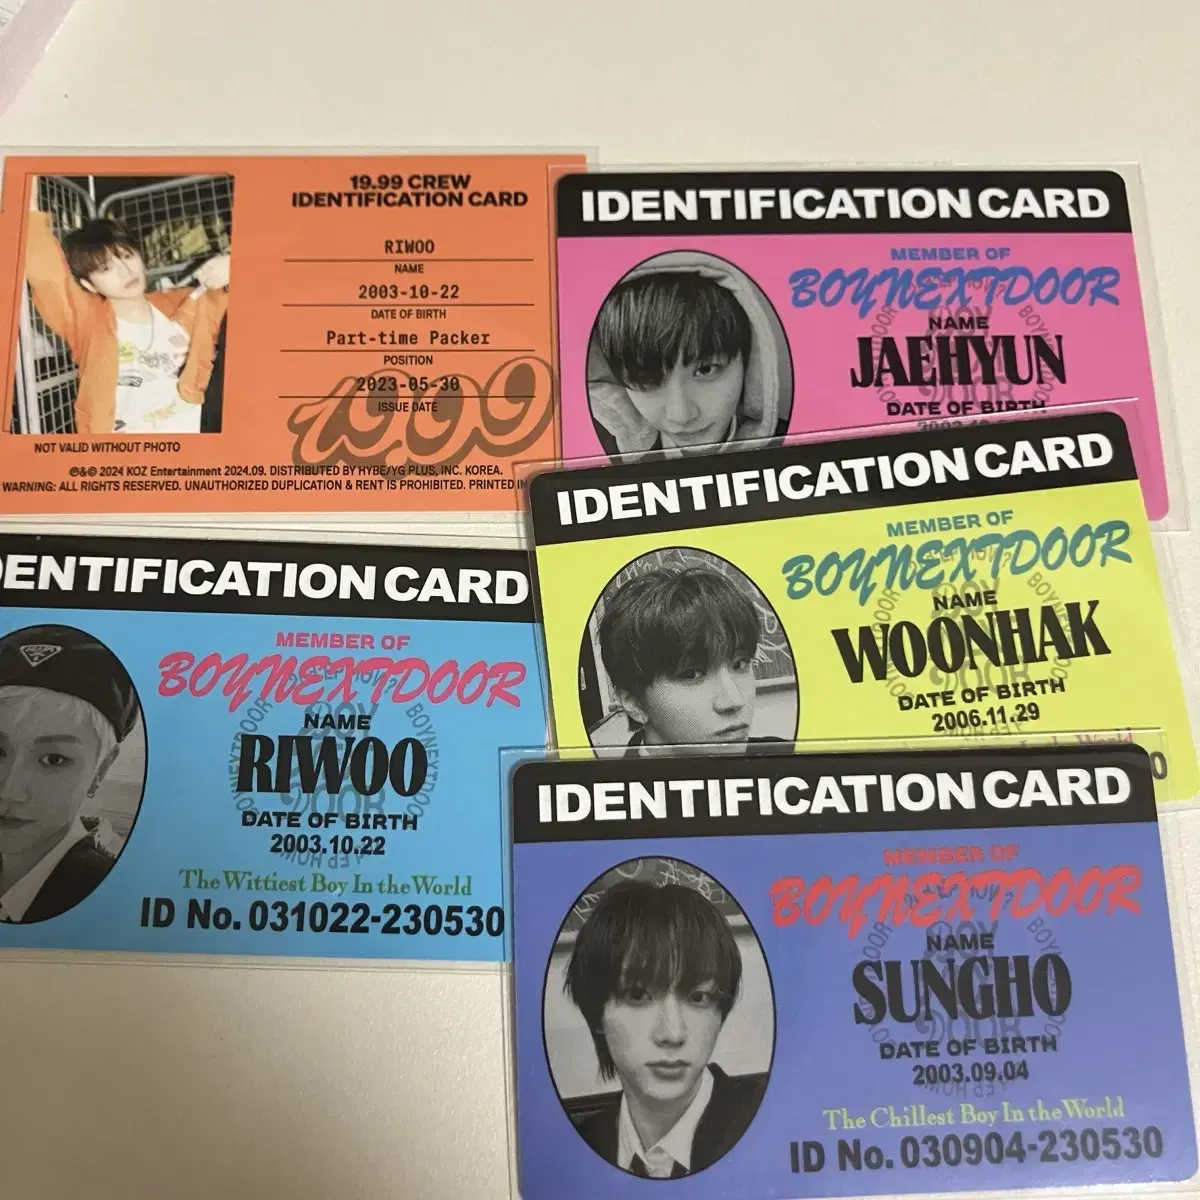 19.99 CREW
IDENTIFICATION CARD
RIWOO
NAME
2003-10-22
DATE OF BIRTH
Part-time Packer
POSITION
2023-05-30
ISSUE DATE
19.99
NOT VALID WITHOUT PHOTO
℗&© 2024 KOZ Entertainment 2024.09. DISTRIBUTED BY HYBE/YG PLUS, INC. KOREA.
WARNING: ALL RIGHTS RESERVED. UNAUTHORIZED DUPLICATION & RENT IS PROHIBITED. PRINTED IN
IDENTIFICATION CARD
MEMBER OF
BOYNEXTDOOR
NAME
JAEHYUN
DATE OF BIRTH
IDENTIFICATION CARD
MEMBER OF
BOYNEXTDOOR
NAME
WOONHAK
DATE OF BIRTH
2006.11.29
In the World
DENTIFICATION CARD
MEMBER OF
BOYNEXTDOOR
NAME
RIWOO
DATE OF BIRTH
2003.10.22
The Wittiest Boy In the World
ID No. 031022-230530
IDENTIFICATION CARD
MEMBER OF
BOYNEXTDOOR
NAME
SUNGHO
DATE OF BIRTH
2003.09.04
The Chillest Boy In the World
ID No. 030904-230530